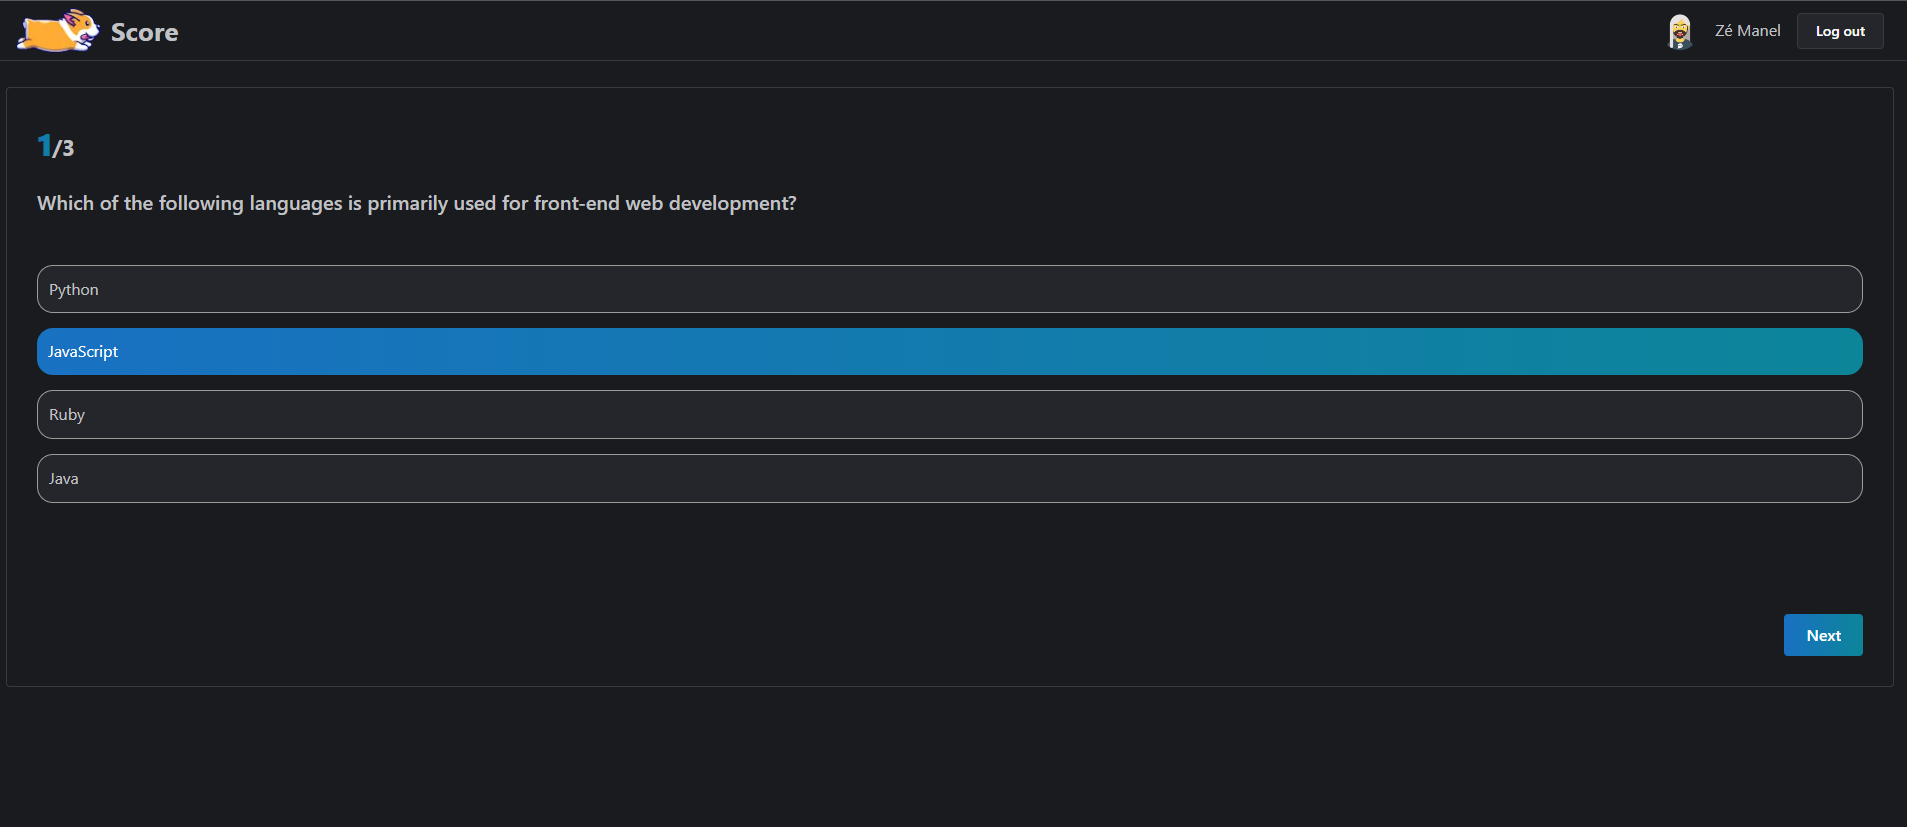 Score
Zé Manel
Log out
1/3
Which of the following languages is primarily used for front-end web development?
Python
JavaScript
Ruby
Java
Next